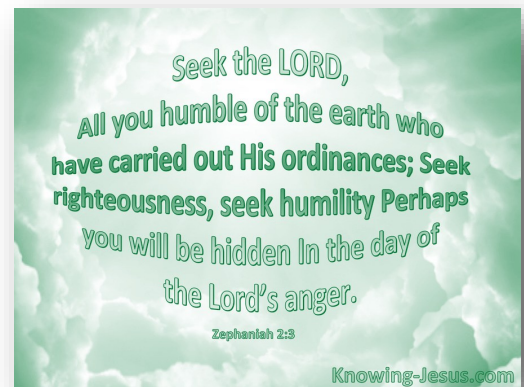 Seek the LORD,
All you humble of the earth who
have carried out His ordinances; Seek
righteousness, seek humility Perhaps
you will be hidden In the day of
the Lord's anger.
Zephaniah 2:3
Knowing-Jesus.com